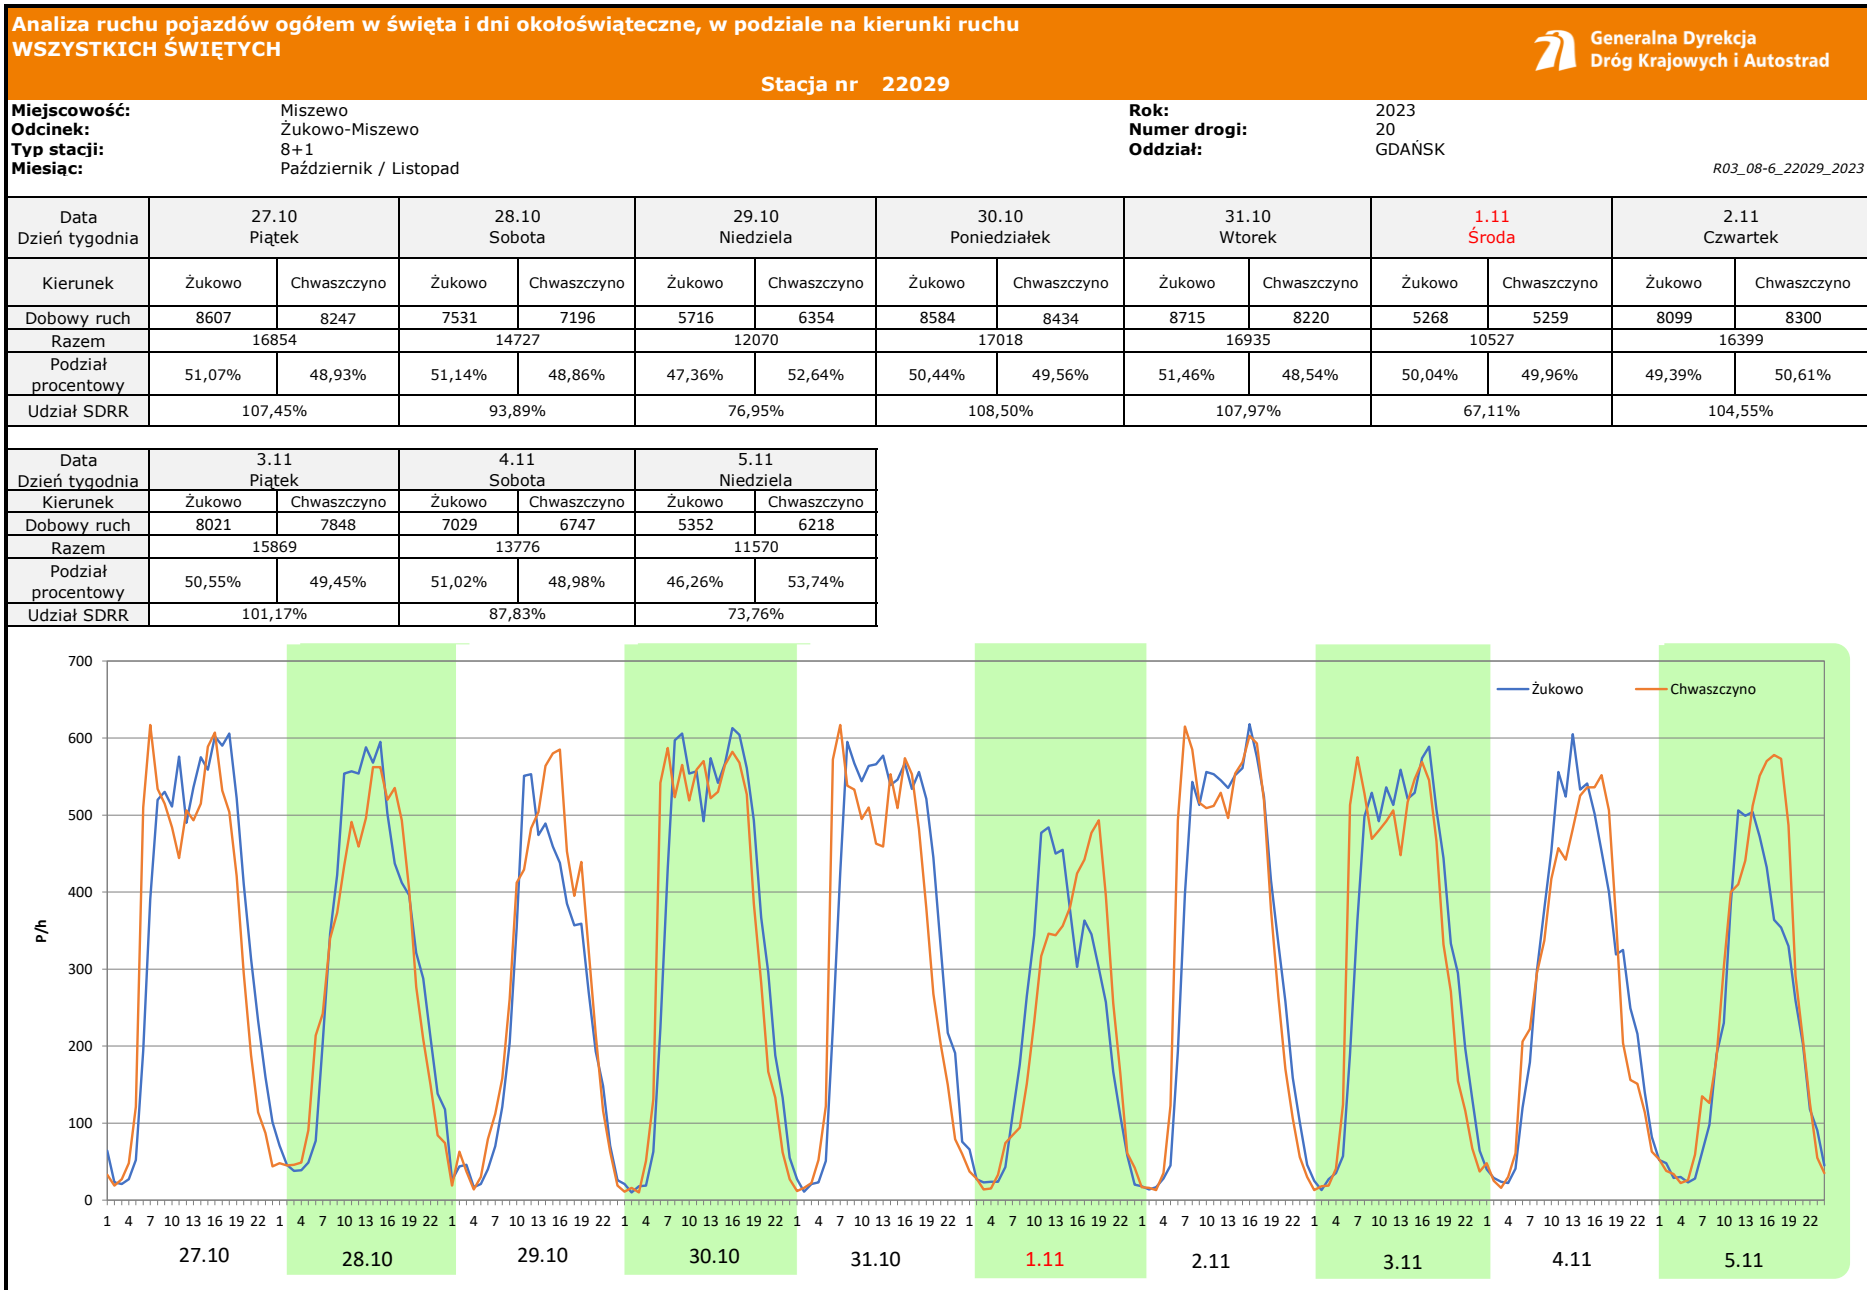 Analiza ruchu pojazdów ogółem w święta i dni okołoświąteczne, w podziale na kierunki ruchu
WSZYSTKICH ŚWIĘTYCH
Generalna Dyrekcja
Dróg Krajowych i Autostrad
Stacja nr 22029
Miejscowość: Miszewo Rok: 2023
Odcinek: Żukowo-Miszewo Numer drogi: 20
Typ stacji: 8+1 Oddział: GDAŃSK
Miesiąc: Październik / Listopad R03_08-6_22029_2023
Data 27.10 28.10 29.10 30.10 31.10 1.11 2.11
Dzień tygodnia Piątek Sobota Niedziela Poniedziałek Wtorek Środa Czwartek
Kierunek Żukowo Chwaszczyno Żukowo Chwaszczyno Żukowo Chwaszczyno Żukowo Chwaszczyno Żukowo Chwaszczyno Żukowo Chwaszczyno Żukowo Chwaszczyno
Dobowy ruch 8607 8247 7531 7196 5716 6354 8584 8434 8715 8220 5268 5259 8099 8300
Razem 16854 14727 12070 17018 16935 10527 16399
Podział
procentowy 51,07% 48,93% 51,14% 48,86% 47,36% 52,64% 50,44% 49,56% 51,46% 48,54% 50,04% 49,96% 49,39% 50,61%
Udział SDRR 107,45% 93,89% 76,95% 108,50% 107,97% 67,11% 104,55%
Data 3.11 4.11 5.11
Dzień tygodnia Piątek Sobota Niedziela
Kierunek Żukowo Chwaszczyno Żukowo Chwaszczyno Żukowo Chwaszczyno
Dobowy ruch 8021 7848 7029 6747 5352 6218
Razem 15869 13776 11570
Podział
procentowy 50,55% 49,45% 51,02% 48,98% 46,26% 53,74%
Udział SDRR 101,17% 87,83% 73,76%
700
Żukowo Chwaszczyno
600
500
400
P/h
300
200
100
0
1 4 7 10 13 16 19 22 1 4 7 10 13 16 19 22 1 4 7 10 13 16 19 22 1 4 7 10 13 16 19 22 1 4 7 10 13 16 19 22 1 4 7 10 13 16 19 22 1 4 7 10 13 16 19 22 1 4 7 10 13 16 19 22 1 4 7 10 13 16 19 22 1 4 7 10 13 16 19 22
27.10 28.10 29.10 30.10 31.10 1.11 2.11 3.11 4.11 5.11